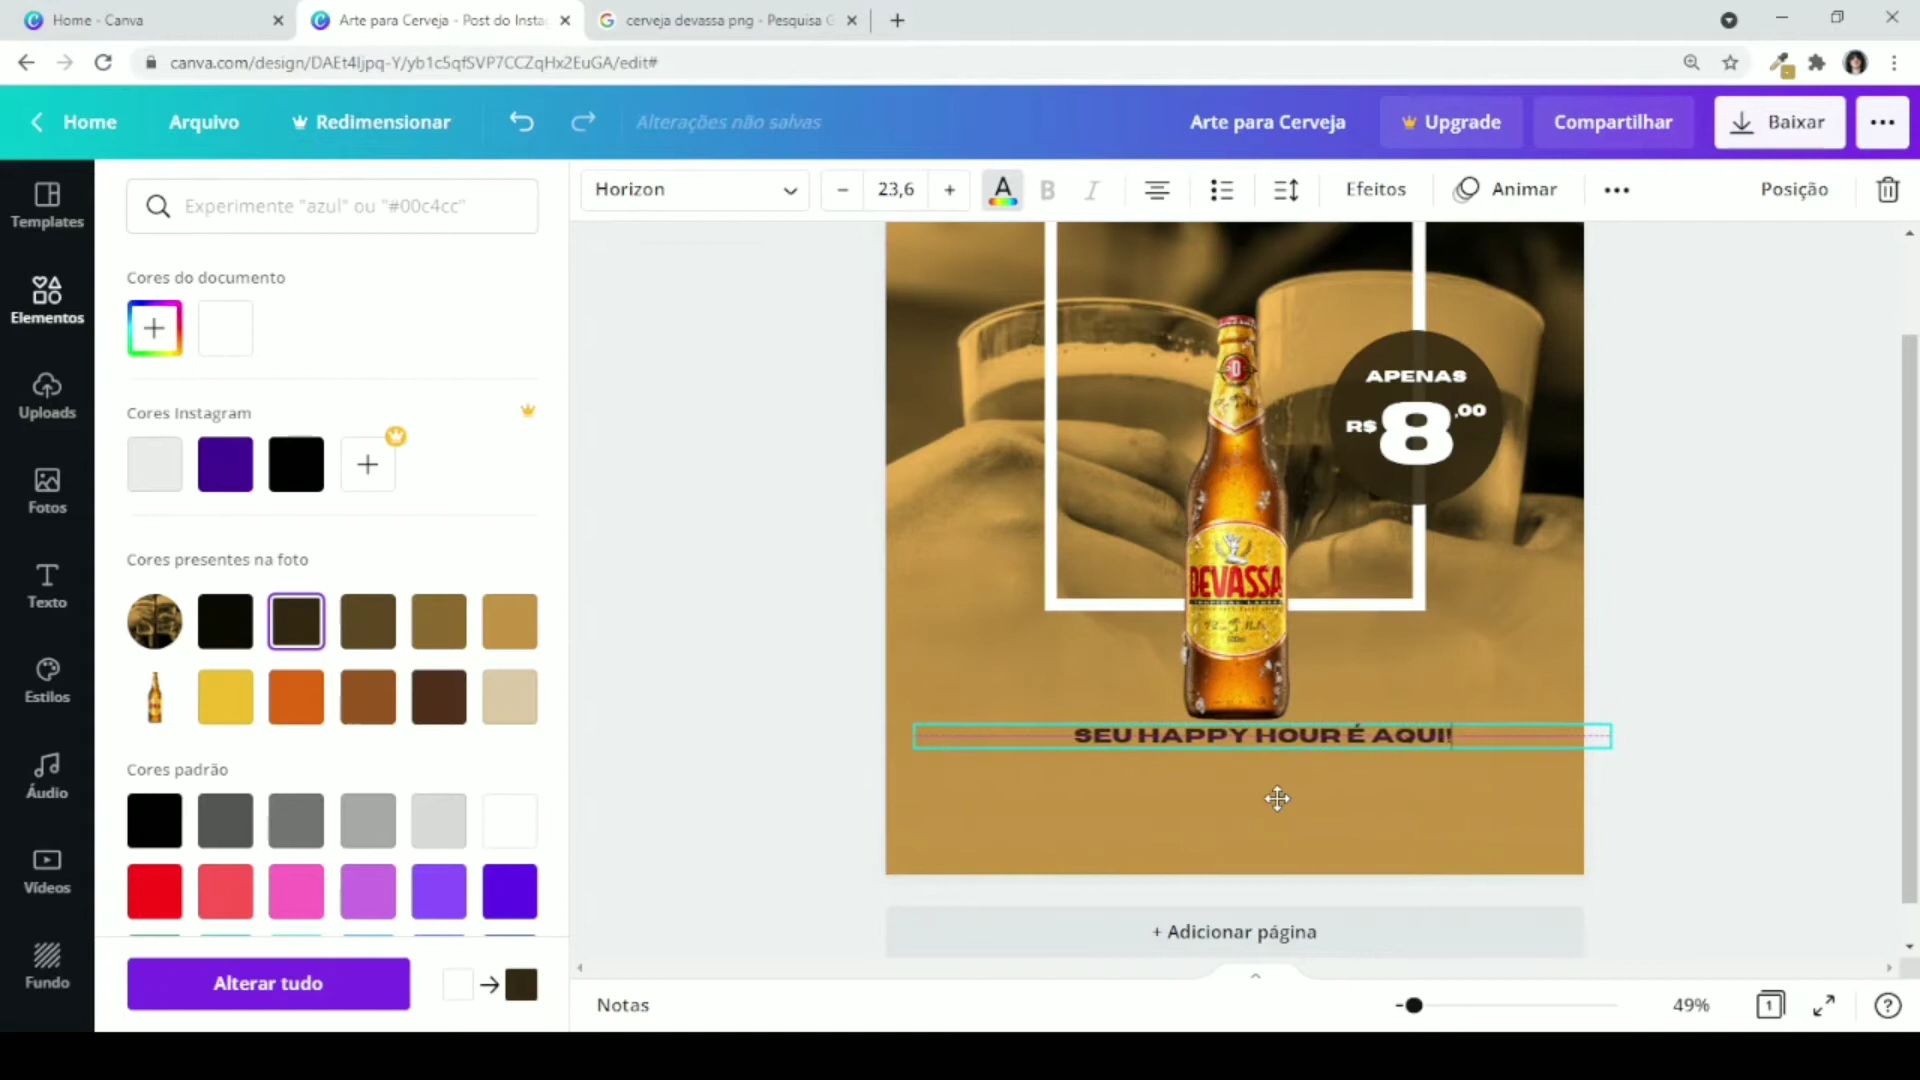 Home - Canva
Arte para Cerveja - Post do Insta
cerveja devassa png - Pesquisa G
canva.com/design/DAEt4Ijpq-Y/yb1c5qfSVP7CCZqHx2EuGA/edit#
Home
Arquivo
Redimensionar
Alterações não salvas
Arte para Cerveja
Upgrade
Compartilhar
Baixar
Templates
Elementos
Uploads
Fotos
Texto
Estilos
Áudio
Vídeos
Fundo
Experimente "azul" ou "#00c4cc"
Cores do documento
Cores Instagram
Cores presentes na foto
Cores padrão
Alterar tudo
Horizon
23,6
A
B
I
Efeitos
Animar
Posição
APENAS
R$ 8 ,00
D
DEVASSA
SEU HAPPY HOUR É AQUI!
+ Adicionar página
Notas
49%
1
?